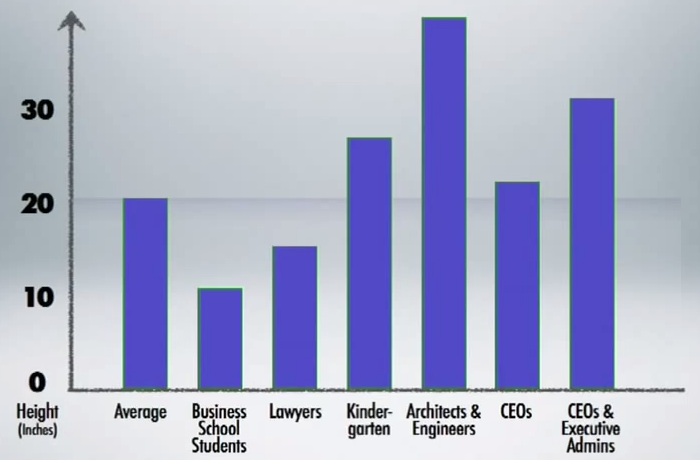 30
20
10
0
Height
(Inches)
Average
Business
School
Students
Lawyers
Kinder-
garten
Architects &
Engineers
CEOs
CEOs &
Executive
Admins